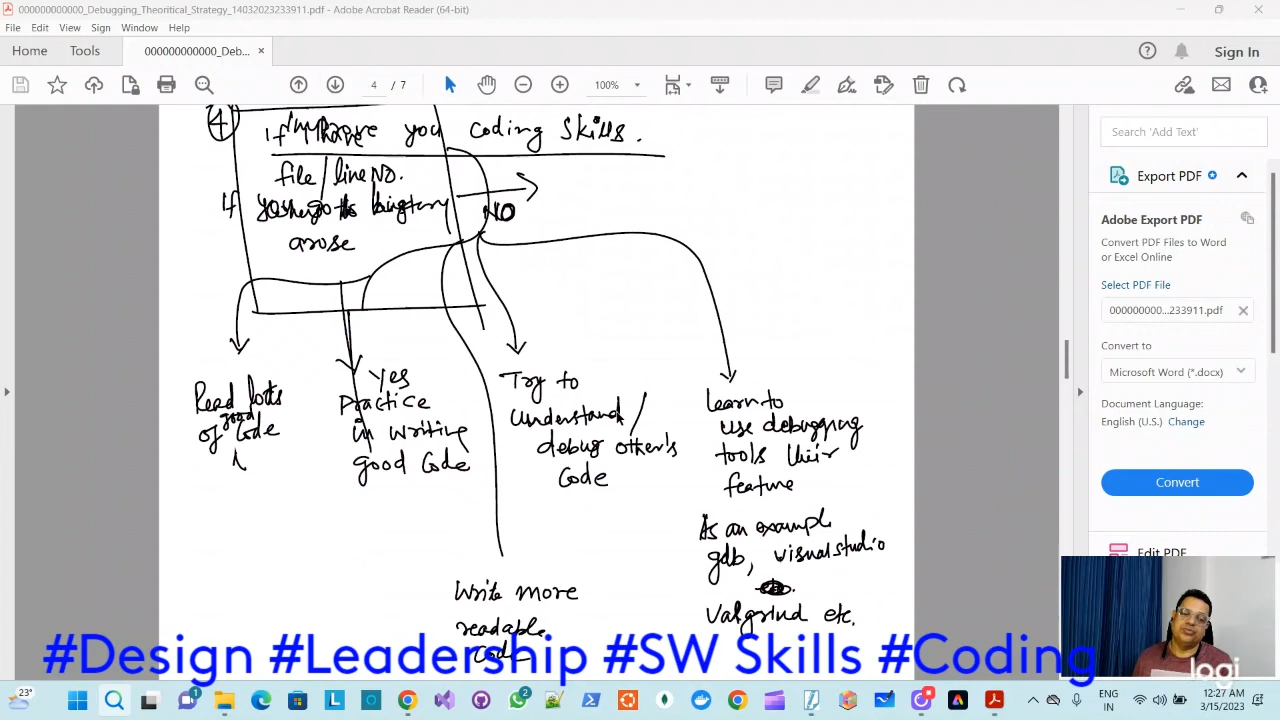 000000000000_Debugging_Theoritical_Strategy_14032023233911.pdf - Adobe Acrobat Reader (64-bit)
File Edit View Sign Window Help
Home Tools 000000000000_Deb... × Sign In
4 / 7 100%
4 you Coding Skills.
file/line No.
If
NO
arose
Read lots
of good Code
Yes
Practice
in writing
good Code
Try to
understand/
debug other's
Code
Learn to
use debugging
tools their
feature
As an example
gdb, visual studio
etc.
Valgrind etc.
Write more
readable
Code
Search 'Add Text'
Export PDF
Adobe Export PDF
Convert PDF Files to Word
or Excel Online
Select PDF File
000000000...233911.pdf
Convert to
Microsoft Word (*.docx)
Document Language:
English (U.S.) Change
Convert
Edit PDF
#Design #Leadership #SW Skills #Coding
logi
23°
ENG
IN
12:27 AM
3/15/2023